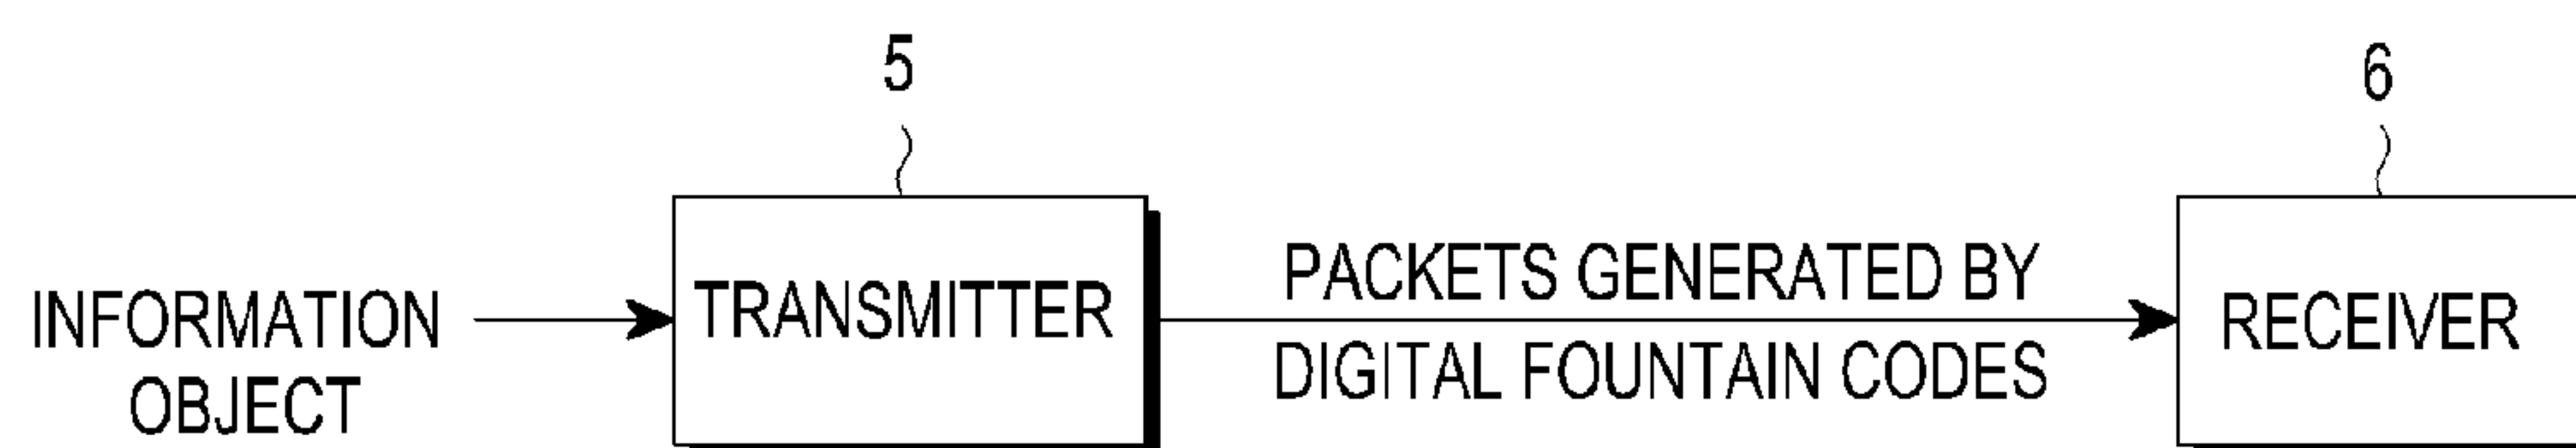 5
6
INFORMATION
OBJECT
TRANSMITTER
PACKETS GENERATED BY
DIGITAL FOUNTAIN CODES
RECEIVER